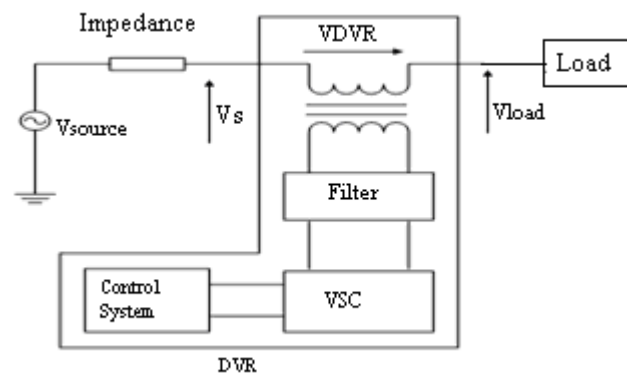 Impedance
VDVR
Load
Vsource
Vs
Vload
Filter
Control
System
VSC
DVR